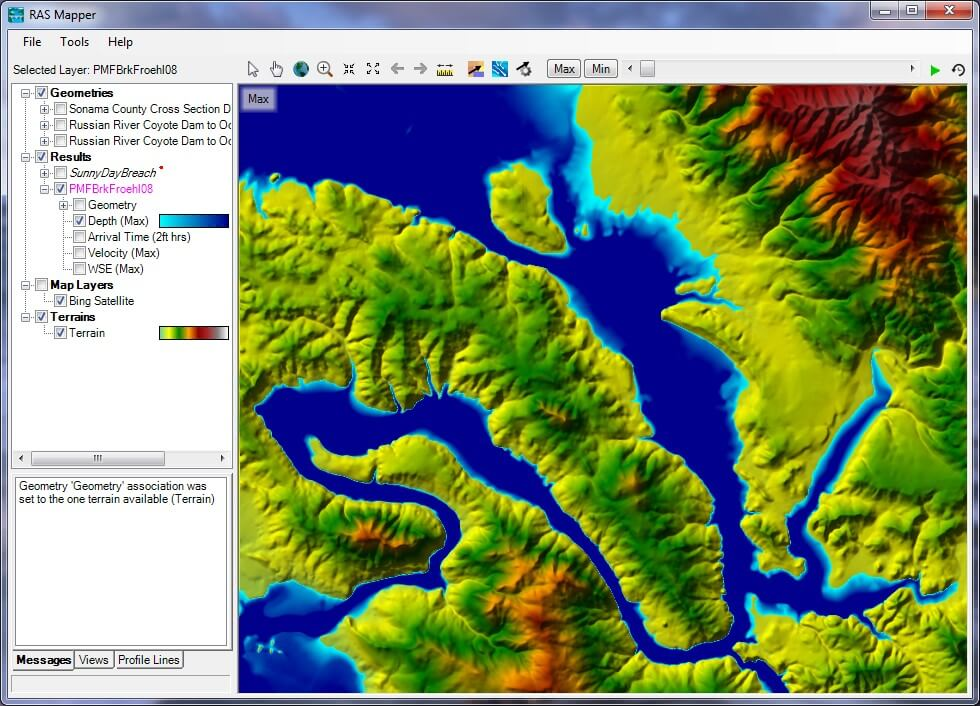 RAS Mapper
File Tools Help
Selected Layer: PMFBrkFroehl08
Max Min
Max
Geometries
Sonama County Cross Section D
Russian River Coyote Dam to Oc
Russian River Coyote Dam to Oc
Results
SunnyDayBreach
PMFBrkFroehl08
Geometry
Depth (Max)
Arrival Time (2ft hrs)
Velocity (Max)
WSE (Max)
Map Layers
Bing Satellite
Terrains
Terrain
Geometry 'Geometry' association was
set to the one terrain available (Terrain)
Messages Views Profile Lines